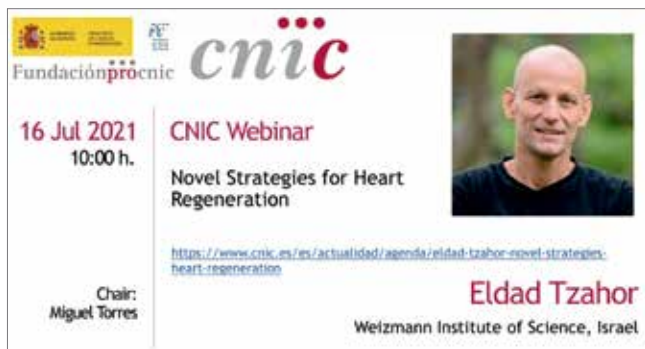 Fundaciónprocnic
cnic
16 Jul 2021
10:00 h.
CNIC Webinar
Novel Strategies for Heart
Regeneration
https://www.cnic.es/es/actualidad/agenda/eldad-tzahor-novel-strategies-
heart-regeneration
Chair:
Miguel Torres
Eldad Tzahor
Weizmann Institute of Science, Israel